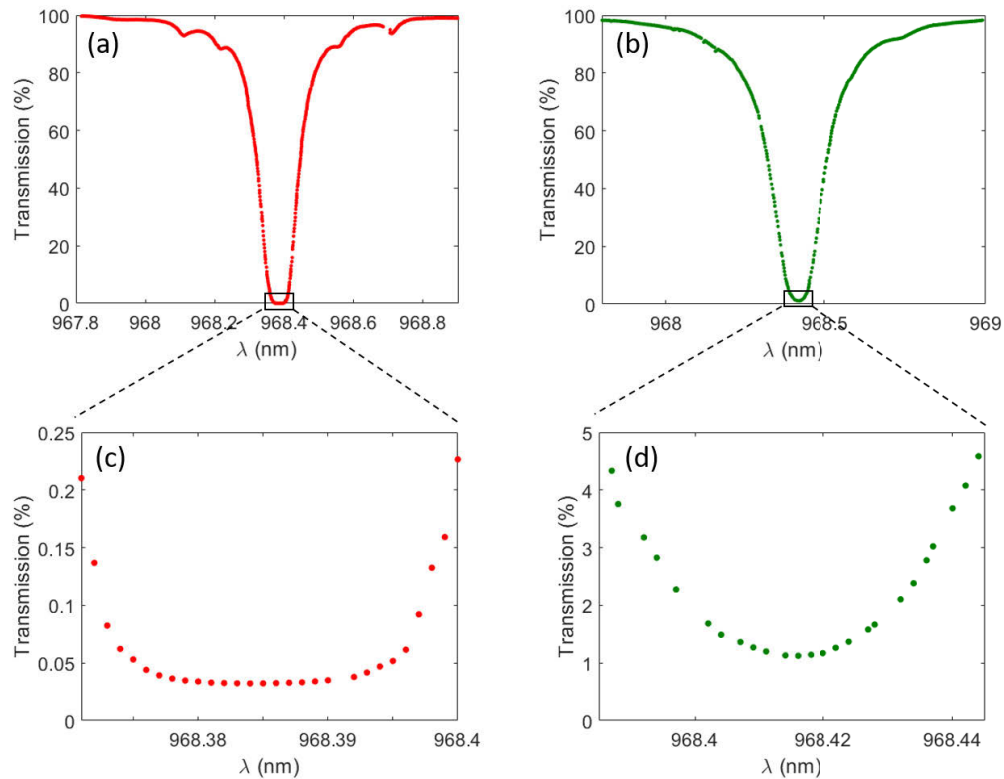 (a)
Transmission (%)
100
80
60
40
20
0
967.8 968 968.2 968.4 968.6 968.8
λ (nm)
(b)
Transmission (%)
100
80
60
40
20
0
968 968.5 969
λ (nm)
(c)
Transmission (%)
0.25
0.2
0.15
0.1
0.05
0
968.38 968.39 968.4
λ (nm)
(d)
Transmission (%)
5
4
3
2
1
0
968.4 968.42 968.44
λ (nm)